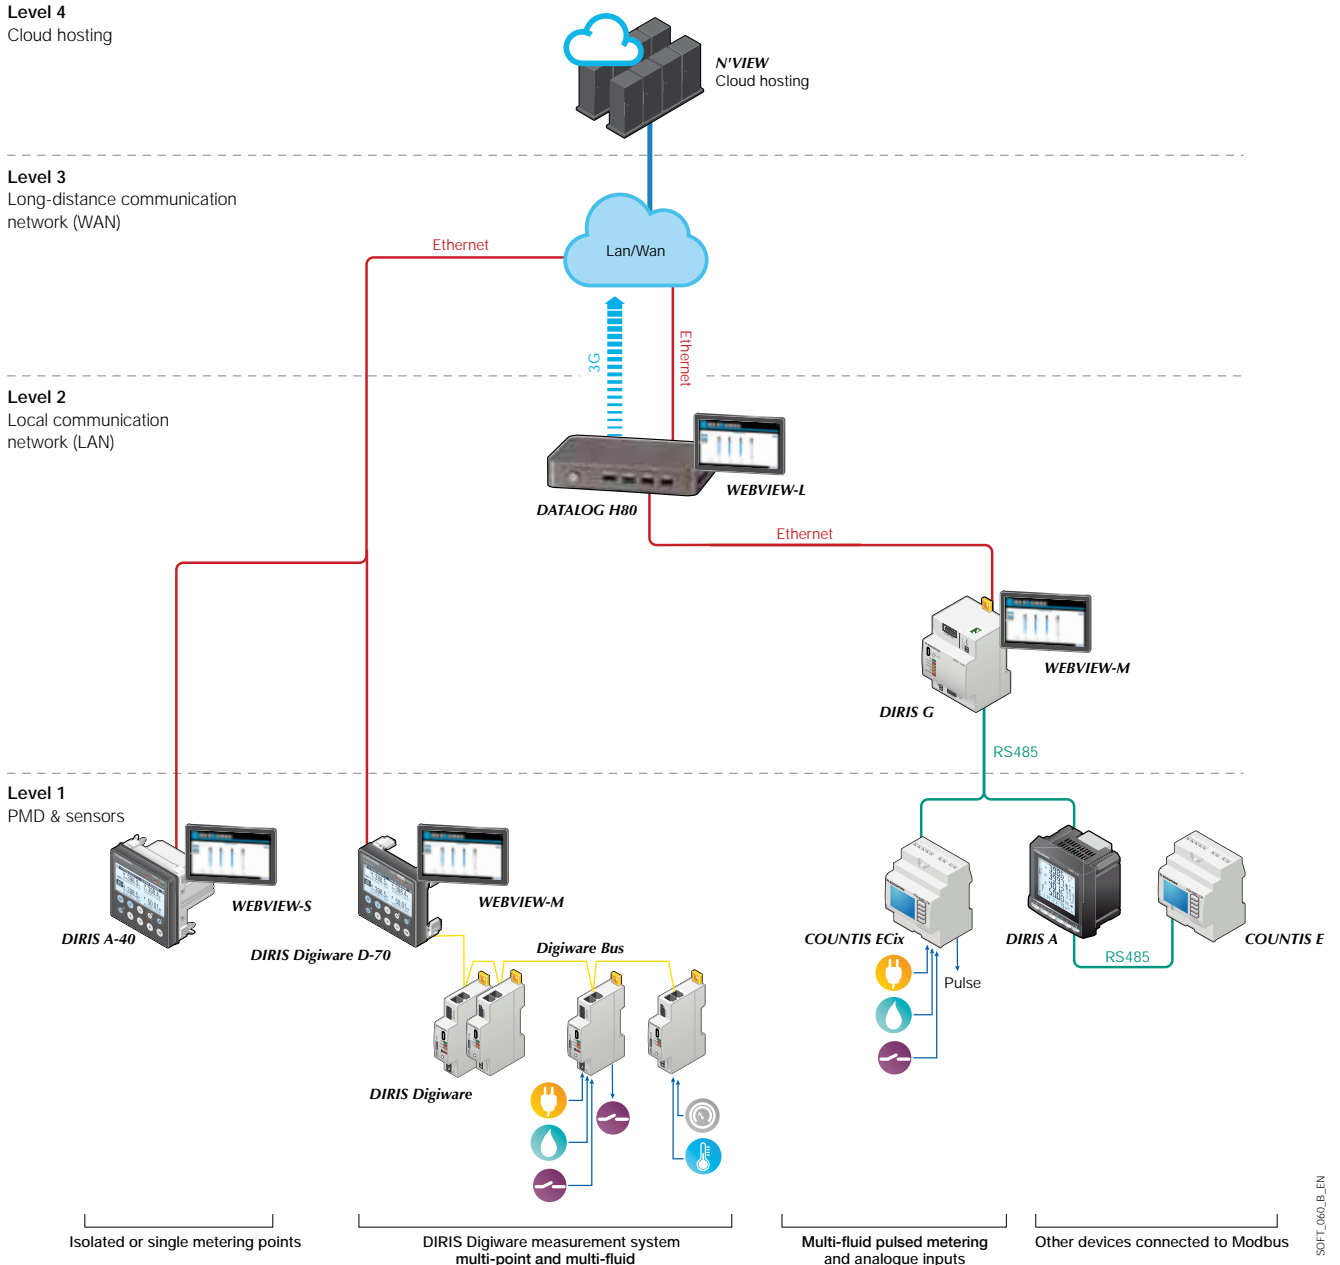 Level 4
Cloud hosting
N'VIEW
Cloud hosting
Level 3
Long-distance communication
network (WAN)
Ethernet
Lan/Wan
3G
Ethernet
Level 2
Local communication
network (LAN)
WEBVIEW-L
DATALOG H80
Ethernet
WEBVIEW-M
DIRIS G
RS485
Level 1
PMD & sensors
WEBVIEW-S
DIRIS A-40
WEBVIEW-M
DIRIS Digiware D-70
Digiware Bus
DIRIS Digiware
COUNTIS ECix
Pulse
DIRIS A
RS485
COUNTIS E
Isolated or single metering points
DIRIS Digiware measurement system
multi-point and multi-fluid
Multi-fluid pulsed metering
and analogue inputs
Other devices connected to Modbus
SOFT_060_B_EN